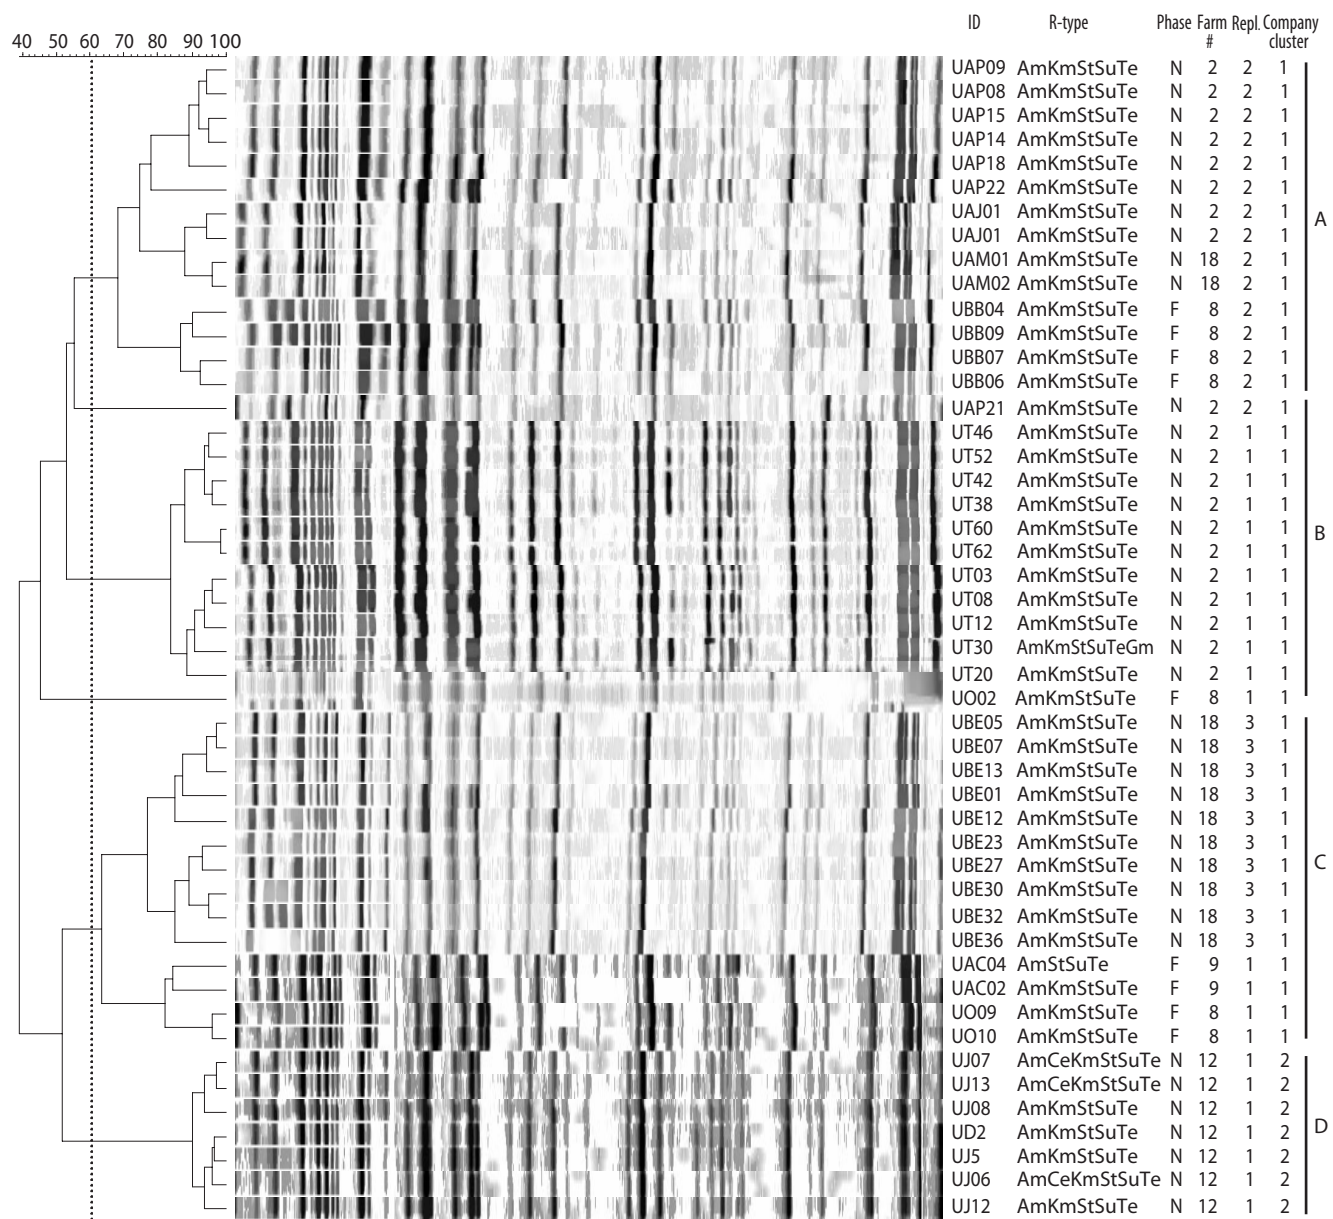 ID R-type Phase Farm # Repl. Company cluster
40 50 60 70 80 90 100
UAP09 AmKmStSuTe N 2 2 1
UAP08 AmKmStSuTe N 2 2 1
UAP15 AmKmStSuTe N 2 2 1
UAP14 AmKmStSuTe N 2 2 1
UAP18 AmKmStSuTe N 2 2 1
UAP22 AmKmStSuTe N 2 2 1
UAJ01 AmKmStSuTe N 2 2 1
A
UAJ01 AmKmStSuTe N 2 2 1
UAM01 AmKmStSuTe N 18 2 1
UAM02 AmKmStSuTe N 18 2 1
UBB04 AmKmStSuTe F 8 2 1
UBB09 AmKmStSuTe F 8 2 1
UBB07 AmKmStSuTe F 8 2 1
UBB06 AmKmStSuTe F 8 2 1
UAP21 AmKmStSuTe N 2 2 1
UT46 AmKmStSuTe N 2 1 1
UT52 AmKmStSuTe N 2 1 1
UT42 AmKmStSuTe N 2 1 1
UT38 AmKmStSuTe N 2 1 1
UT60 AmKmStSuTe N 2 1 1
B
UT62 AmKmStSuTe N 2 1 1
UT03 AmKmStSuTe N 2 1 1
UT08 AmKmStSuTe N 2 1 1
UT12 AmKmStSuTe N 2 1 1
UT30 AmKmStSuTeGm N 2 1 1
UT20 AmKmStSuTe N 2 1 1
UO02 AmKmStSuTe F 8 1 1
UBE05 AmKmStSuTe N 18 3 1
UBE07 AmKmStSuTe N 18 3 1
UBE13 AmKmStSuTe N 18 3 1
UBE01 AmKmStSuTe N 18 3 1
UBE12 AmKmStSuTe N 18 3 1
UBE23 AmKmStSuTe N 18 3 1
UBE27 AmKmStSuTe N 18 3 1
C
UBE30 AmKmStSuTe N 18 3 1
UBE32 AmKmStSuTe N 18 3 1
UBE36 AmKmStSuTe N 18 3 1
UAC04 AmStSuTe F 9 1 1
UAC02 AmKmStSuTe F 9 1 1
UO09 AmKmStSuTe F 8 1 1
UO10 AmKmStSuTe F 8 1 1
UJ07 AmCeKmStSuTe N 12 1 2
UJ13 AmCeKmStSuTe N 12 1 2
UJ08 AmKmStSuTe N 12 1 2
D
UD2 AmKmStSuTe N 12 1 2
UJ5 AmKmStSuTe N 12 1 2
UJ06 AmCeKmStSuTe N 12 1 2
UJ12 AmKmStSuTe N 12 1 2